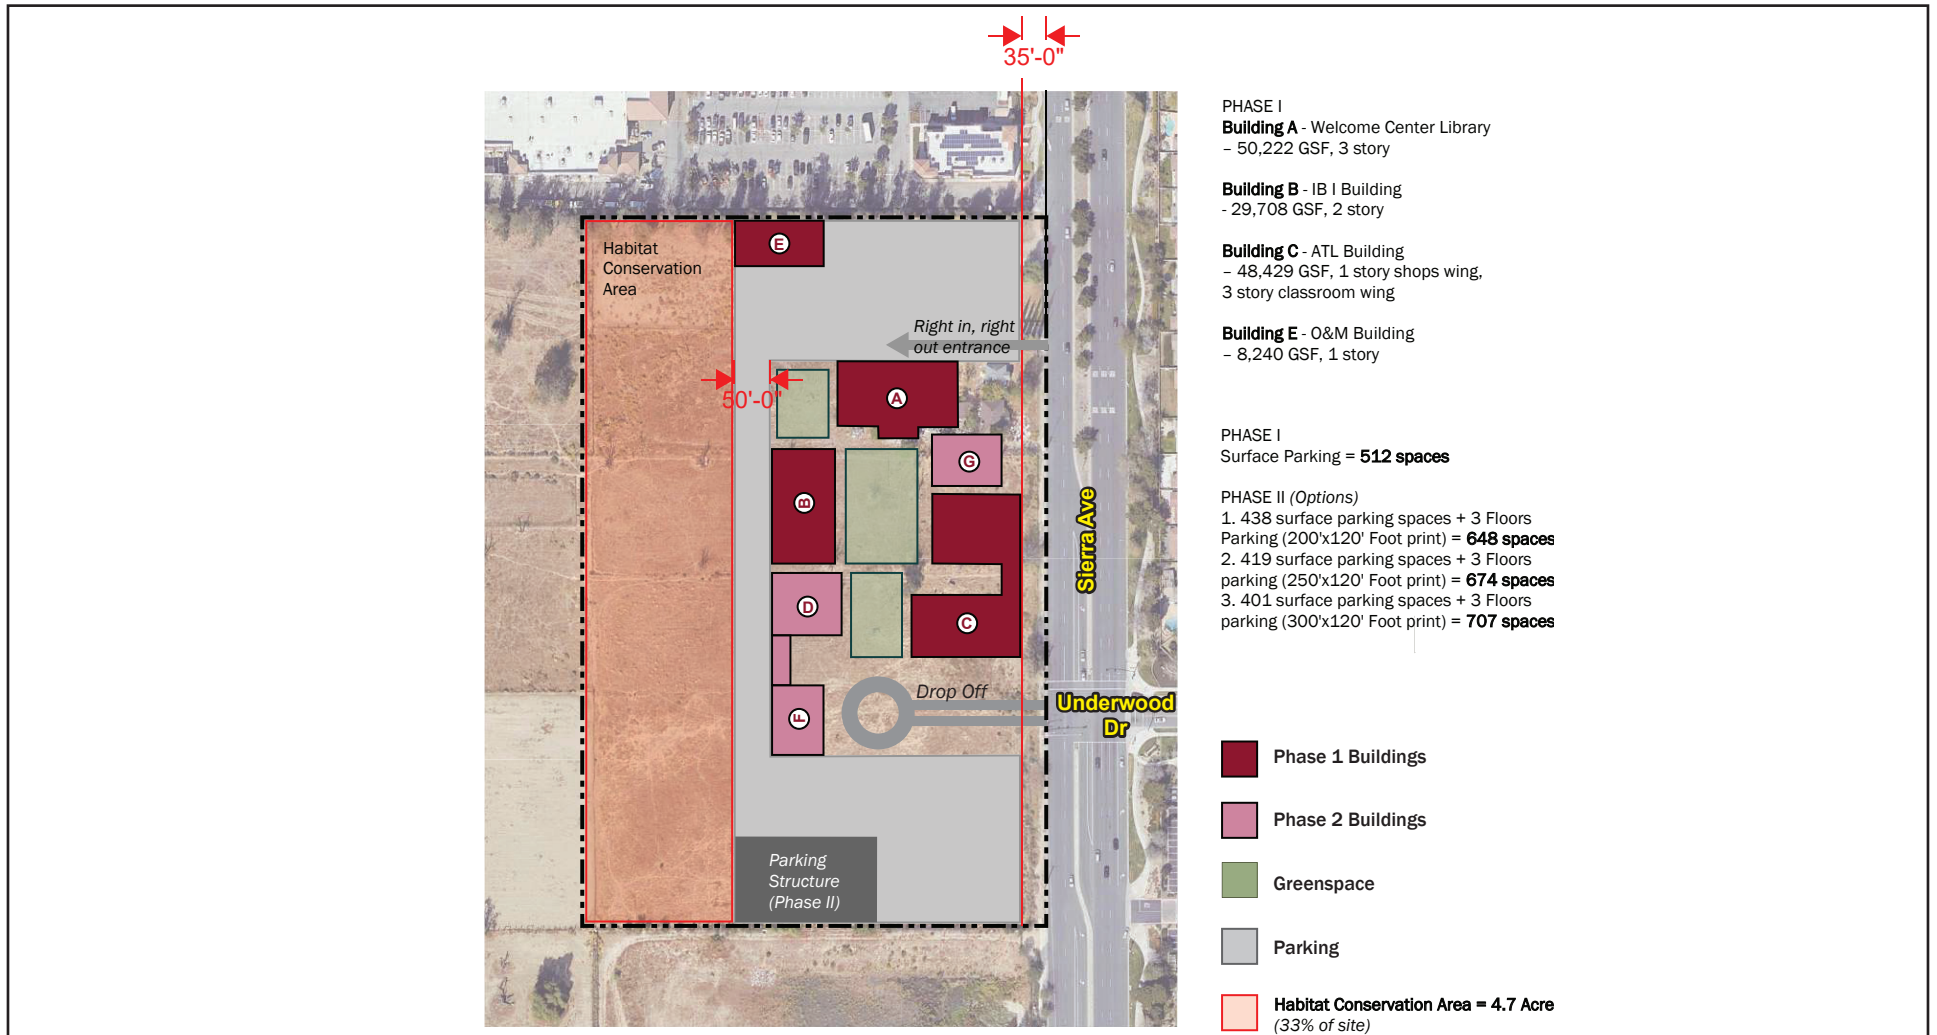 35'-0"
Habitat
Conservation
Area
E
Right in, right
out entrance
50'-0"
A
G
B
D
C
F
Drop Off
Sierra Ave
Underwood
Dr
Parking
Structure
(Phase II)
PHASE I
Building A - Welcome Center Library
– 50,222 GSF, 3 story
Building B - IB I Building
- 29,708 GSF, 2 story
Building C - ATL Building
– 48,429 GSF, 1 story shops wing,
3 story classroom wing
Building E - O&M Building
– 8,240 GSF, 1 story
PHASE I
Surface Parking = 512 spaces
PHASE II (Options)
1. 438 surface parking spaces + 3 Floors
Parking (200'x120' Foot print) = 648 spaces
2. 419 surface parking spaces + 3 Floors
parking (250'x120' Foot print) = 674 spaces
3. 401 surface parking spaces + 3 Floors
parking (300'x120' Foot print) = 707 spaces
Phase 1 Buildings
Phase 2 Buildings
Greenspace
Parking
Habitat Conservation Area = 4.7 Acre
(33% of site)